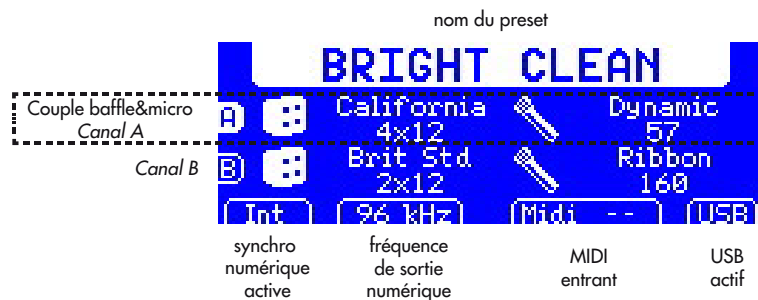 nom du preset
BRIGHT CLEAN
Couple baffle&micro
Canal A
A California Dynamic
4x12 57
Canal B
B Brit Std Ribbon
2x12 160
Int 96 kHz Midi -- USB
synchro numérique active
fréquence de sortie numérique
MIDI entrant
USB actif